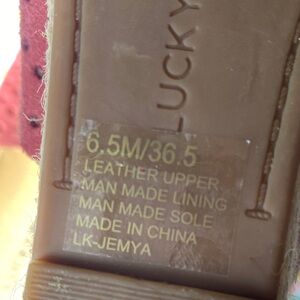 LUCKY
6.5M/36.5
LEATHER UPPER
MAN MADE LINING
MAN MADE SOLE
MADE IN CHINA
LK-JEMYA